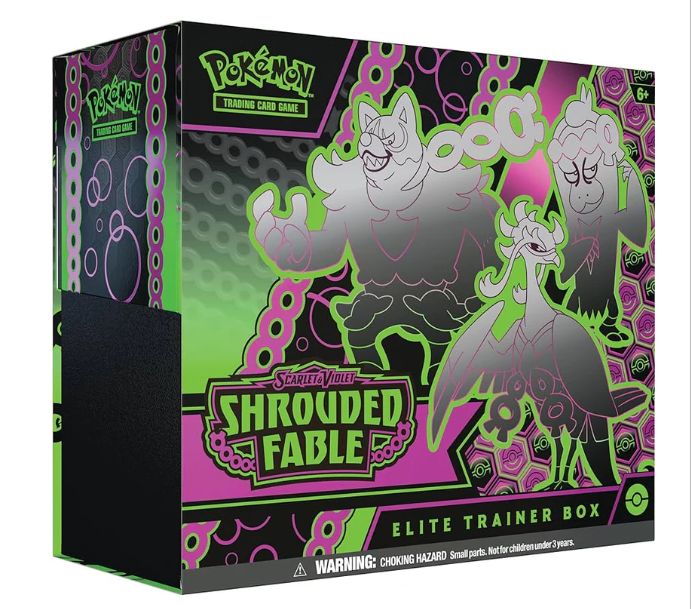 POKÉMON
TRADING CARD GAME
POKÉMON
TRADING CARD GAME
6+
SCARLET & VIOLET
SHROUDED
FABLE
ELITE TRAINER BOX
WARNING: CHOKING HAZARD Small parts. Not for children under 3 years.